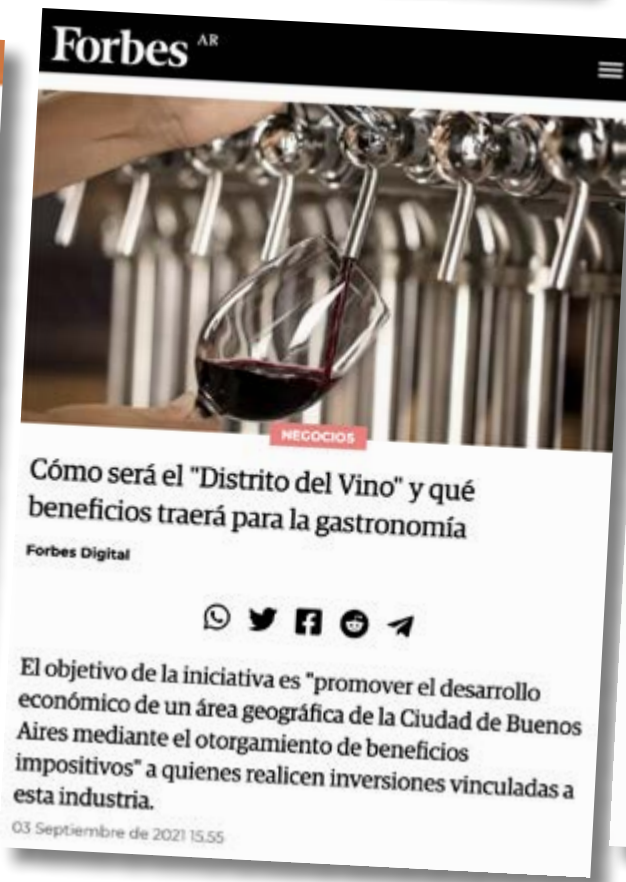 Forbes AR
NEGOCIOS
Cómo será el "Distrito del Vino" y qué
beneficios traerá para la gastronomía
Forbes Digital
El objetivo de la iniciativa es "promover el desarrollo
económico de un área geográfica de la Ciudad de Buenos
Aires mediante el otorgamiento de beneficios
impositivos" a quienes realicen inversiones vinculadas a
esta industria.
03 Septiembre de 2021 15.55